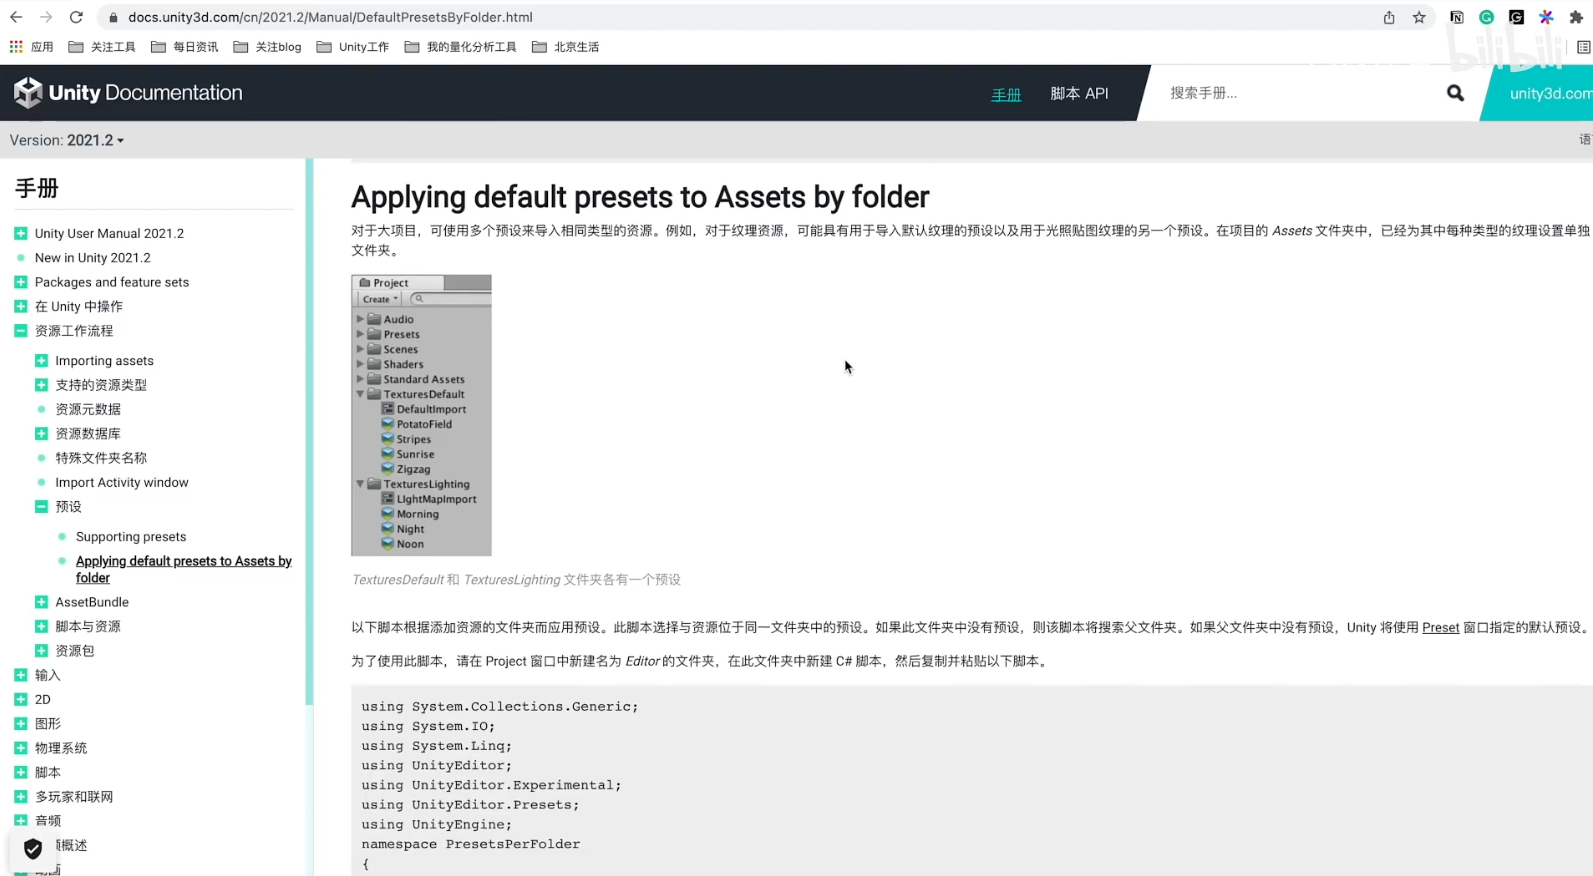 docs.unity3d.com/cn/2021.2/Manual/DefaultPresetsByFolder.html
应用 关注工具 每日资讯 关注blog Unity工作 我的量化分析工具 北京生活
bilibili
Unity Documentation 手册 脚本 API 搜索手册... unity3d.com
Version: 2021.2
手册
Unity User Manual 2021.2
New in Unity 2021.2
Packages and feature sets
在 Unity 中操作
资源工作流程
Importing assets
支持的资源类型
资源元数据
资源数据库
特殊文件夹名称
Import Activity window
预设
Supporting presets
Applying default presets to Assets by
folder
AssetBundle
脚本与资源
资源包
输入
2D
图形
物理系统
脚本
多玩家和联网
音频
概述
Applying default presets to Assets by folder
对于大项目，可使用多个预设来导入相同类型的资源。例如，对于纹理资源，可能具有用于导入默认纹理的预设以及用于光照贴图纹理的另一个预设。在项目的 Assets 文件夹中，已经为其中每种类型的纹理设置单独
文件夹。
Project
Create
Audio
Presets
Scenes
Shaders
Standard Assets
TexturesDefault
DefaultImport
PotatoField
Stripes
Sunrise
Zigzag
TexturesLighting
LIghtMapImport
Morning
Night
Noon
TexturesDefault 和 TexturesLighting 文件夹各有一个预设
以下脚本根据添加资源的文件夹而应用预设。此脚本选择与资源位于同一文件夹中的预设。如果此文件夹中没有预设，则该脚本将搜索父文件夹。如果父文件夹中没有预设，Unity 将使用 Preset 窗口指定的默认预设。
为了使用此脚本，请在 Project 窗口中新建名为 Editor 的文件夹，在此文件夹中新建 C# 脚本，然后复制并粘贴以下脚本。
using System.Collections.Generic;
using System.IO;
using System.Linq;
using UnityEditor;
using UnityEditor.Experimental;
using UnityEditor.Presets;
using UnityEngine;
namespace PresetsPerFolder
{